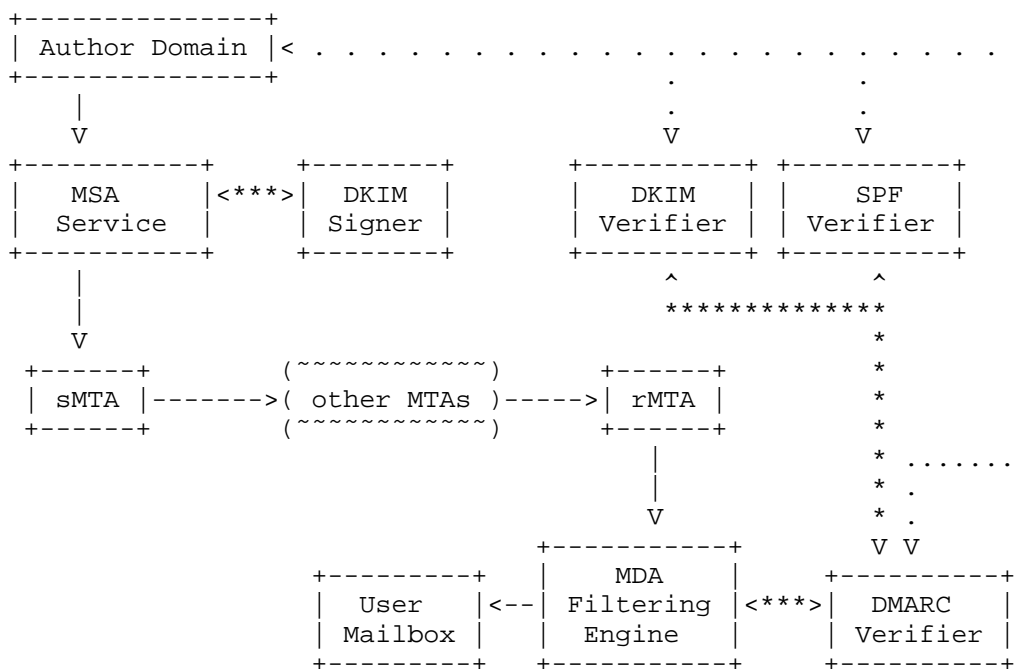 Author Domain
MSA DKIM DKIM SPF
Service Signer Verifier Verifier
sMTA other MTAs rMTA
MDA
User Filtering DMARC
Mailbox Engine Verifier